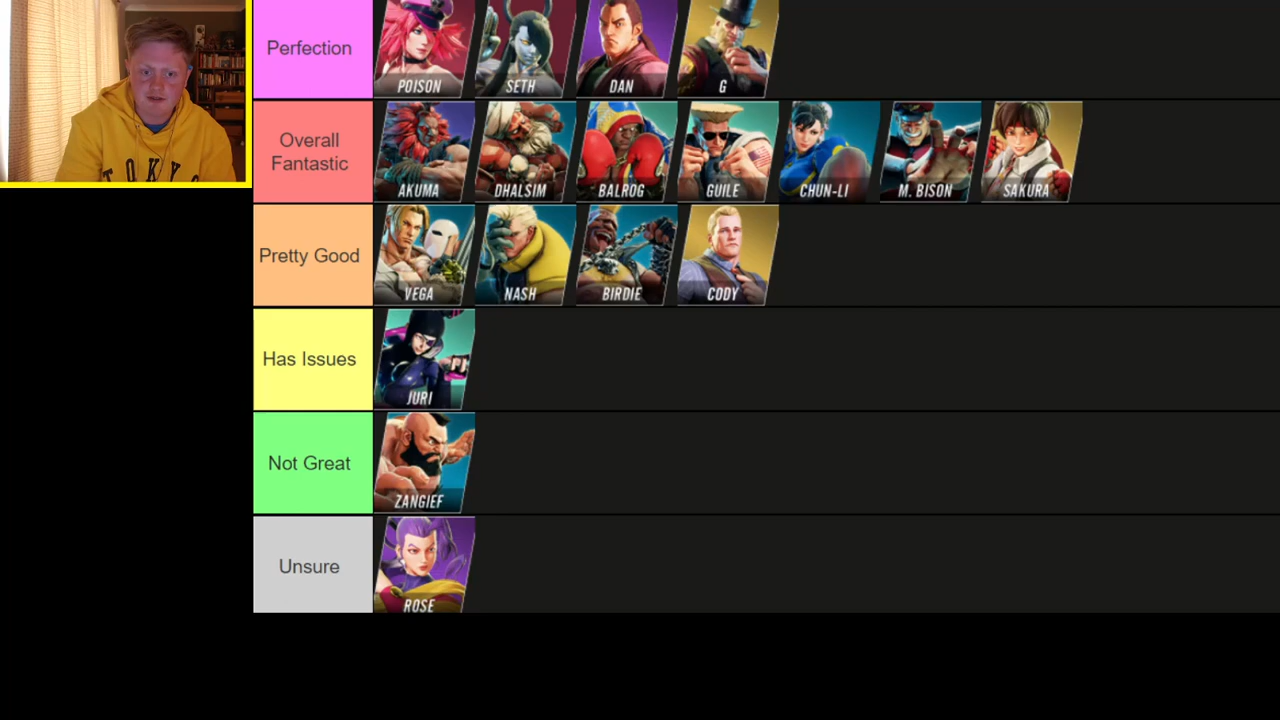 Perfection
POISON
SETH
DAN
G
Overall
Fantastic
AKUMA
DHALSIM
BALROG
GUILE
CHUN-LI
M. BISON
SAKURA
Pretty Good
VEGA
NASH
BIRDIE
CODY
Has Issues
JURI
Not Great
ZANGIEF
Unsure
ROSE
TOKYO